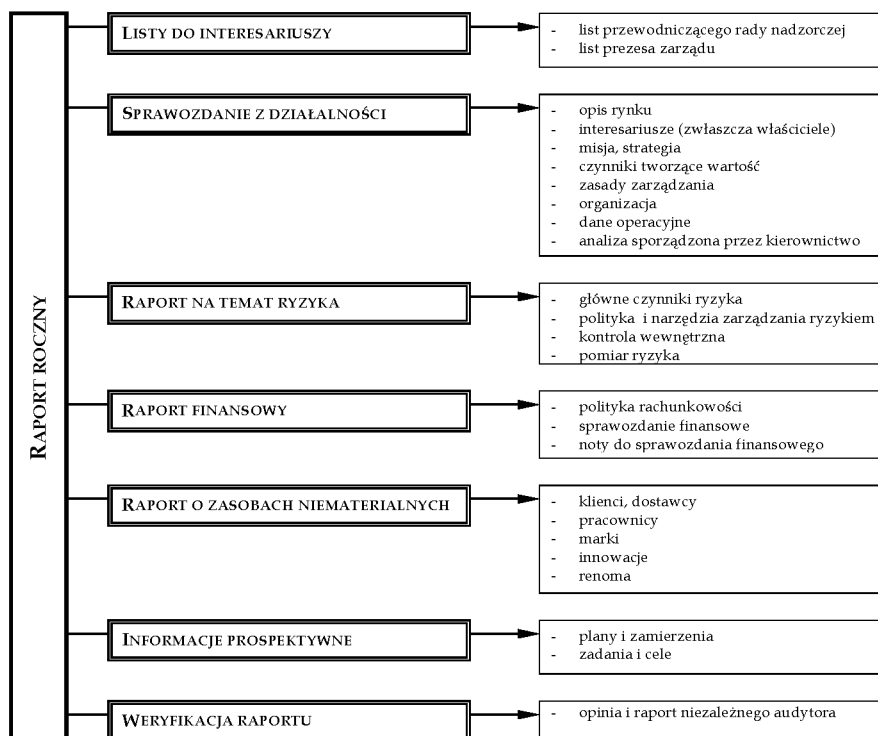 RAPORT ROCZNY
LISTY DO INTERESARIUSZY
- list przewodniczącego rady nadzorczej
- list prezesa zarządu
SPRAWOZDANIE Z DZIAŁALNOŚCI
- opis rynku
- interesariusze (zwłaszcza właściciele)
- misja, strategia
- czynniki tworzące wartość
- zasady zarządzania
- organizacja
- dane operacyjne
- analiza sporządzona przez kierownictwo
RAPORT NA TEMAT RYZYKA
- główne czynniki ryzyka
- polityka i narzędzia zarządzania ryzykiem
- kontrola wewnętrzna
- pomiar ryzyka
RAPORT FINANSOWY
- polityka rachunkowości
- sprawozdanie finansowe
- noty do sprawozdania finansowego
RAPORT O ZASOBACH NIEMATERIALNYCH
- klienci, dostawcy
- pracownicy
- marki
- innowacje
- renoma
INFORMACJE PROSPEKTYWNE
- plany i zamierzenia
- zadania i cele
WERYFIKACJA RAPORTU
- opinia i raport niezależnego audytora